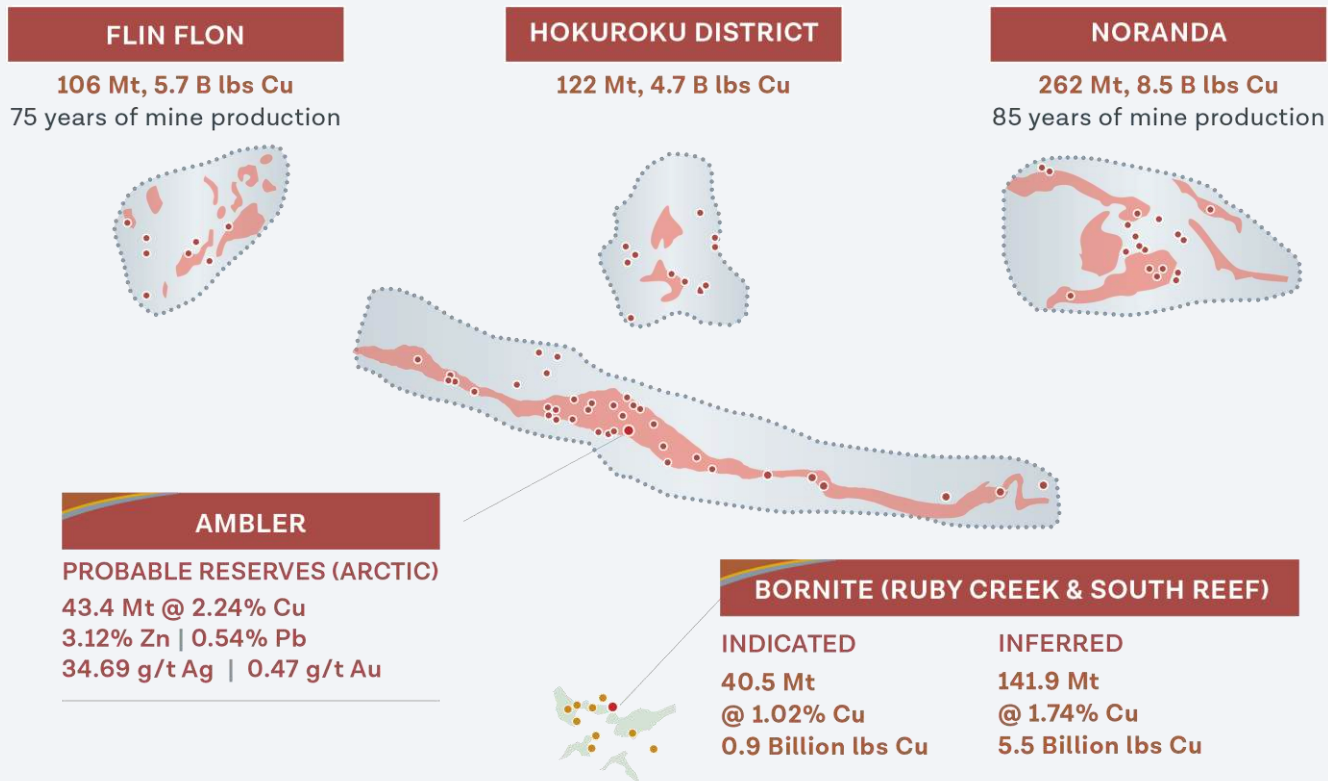 FLIN FLON
106 Mt, 5.7 B lbs Cu
75 years of mine production
HOKUROKU DISTRICT
122 Mt, 4.7 B lbs Cu
NORANDA
262 Mt, 8.5 B lbs Cu
85 years of mine production
AMBLER
PROBABLE RESERVES (ARCTIC)
43.4 Mt @ 2.24% Cu
3.12% Zn | 0.54% Pb
34.69 g/t Ag | 0.47 g/t Au
BORNITE (RUBY CREEK & SOUTH REEF)
INDICATED
40.5 Mt
@ 1.02% Cu
0.9 Billion lbs Cu
INFERRED
141.9 Mt
@ 1.74% Cu
5.5 Billion lbs Cu